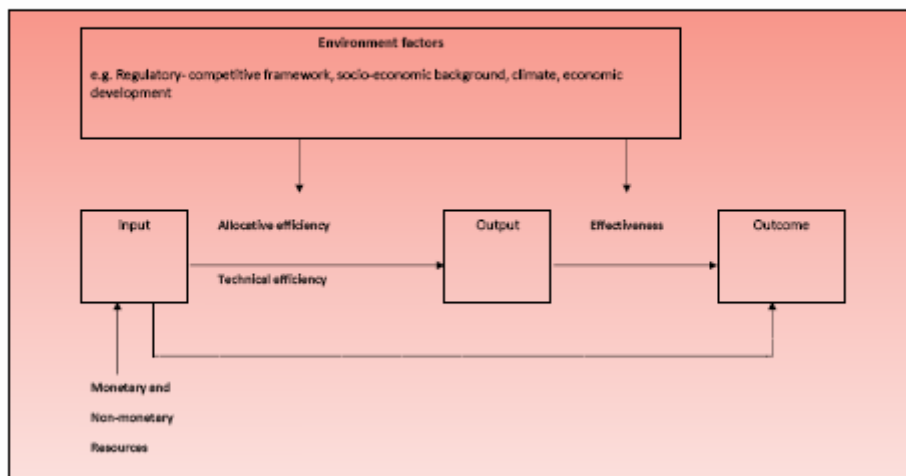 Environment factors
e.g. Regulatory- competitive framework, socio-economic background, climate, economic
development
Input
Allocative efficiency
Output
Effectiveness
Outcome
Technical efficiency
Monetary and
Non-monetary
Resources